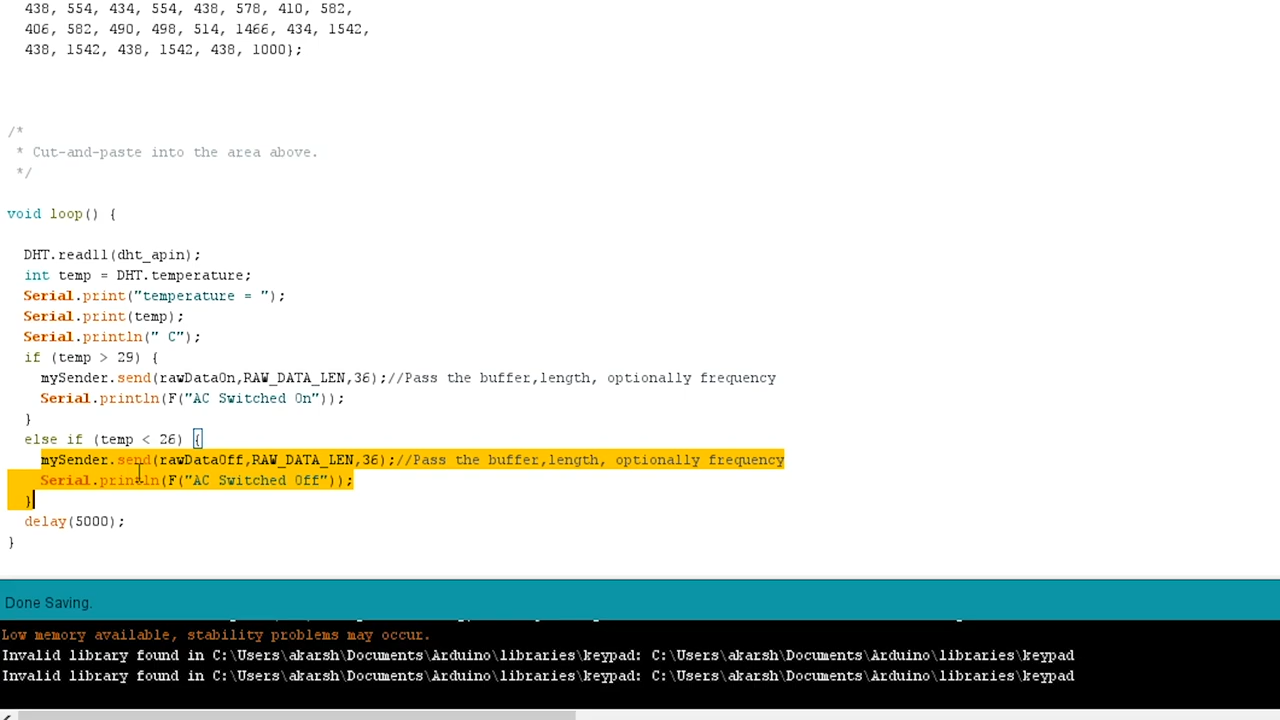 438, 554, 434, 554, 438, 578, 410, 582,
406, 582, 490, 498, 514, 1466, 434, 1542,
438, 1542, 438, 1542, 438, 1000};
/*
* Cut-and-paste into the area above.
*/
void loop() {
DHT.read11(dht_apin);
int temp = DHT.temperature;
Serial.print("temperature = ");
Serial.print(temp);
Serial.println(" C");
if (temp > 29) {
mySender.send(rawDataOn,RAW_DATA_LEN,36);//Pass the buffer,length, optionally frequency
Serial.println(F("AC Switched On"));
}
else if (temp < 26) {
mySender.send(rawDataOff,RAW_DATA_LEN,36);//Pass the buffer,length, optionally frequency
Serial.println(F("AC Switched Off"));
}
delay(5000);
}
Done Saving.
Low memory available, stability problems may occur.
Invalid library found in C:\Users\akarsh\Documents\Arduino\libraries\keypad: C:\Users\akarsh\Documents\Arduino\libraries\keypad
Invalid library found in C:\Users\akarsh\Documents\Arduino\libraries\keypad: C:\Users\akarsh\Documents\Arduino\libraries\keypad